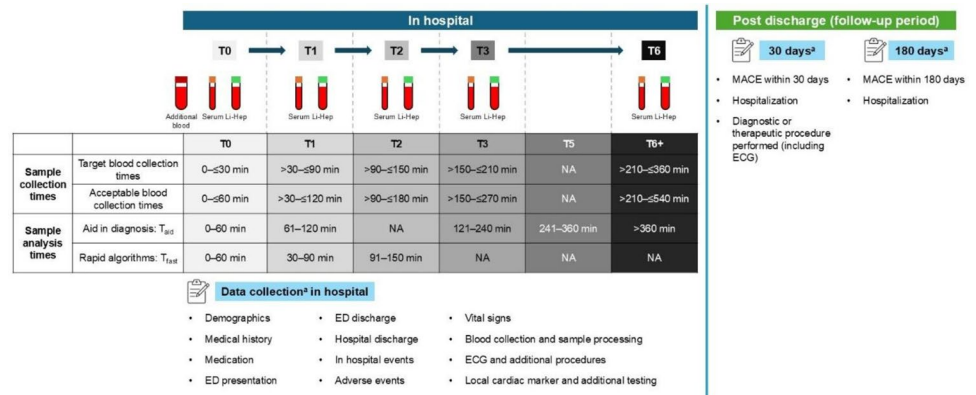 In hospital
Post discharge (follow-up period)
T0
T1
T2
T3
T6
30 daysª
180 daysª
MACE within 30 days
Hospitalization
Diagnostic or
therapeutic procedure
performed (including
ECG)
MACE within 180 days
Hospitalization
Additional
blood
Serum Li-Hep
Serum Li-Hep
Serum Li-Hep
Serum Li-Hep
Serum Li-Hep
T0 T1 T2 T3 T5 T6+
Sample
collection
times
Target blood collection
times
0–≤30 min >30–≤90 min >90–≤150 min >150–≤210 min NA >210–≤360 min
Acceptable blood
collection times
0–≤60 min >30–≤120 min >90–≤180 min >150–≤270 min NA >210–≤540 min
Sample
analysis
times
Aid in diagnosis: Taid 0–60 min 61–120 min NA 121–240 min 241–360 min >360 min
Rapid algorithms: Tfast 0–60 min 30–90 min 91–150 min NA NA NA
Data collectionª in hospital
Demographics
Medical history
Medication
ED presentation
ED discharge
Hospital discharge
In hospital events
Adverse events
Vital signs
Blood collection and sample processing
ECG and additional procedures
Local cardiac marker and additional testing